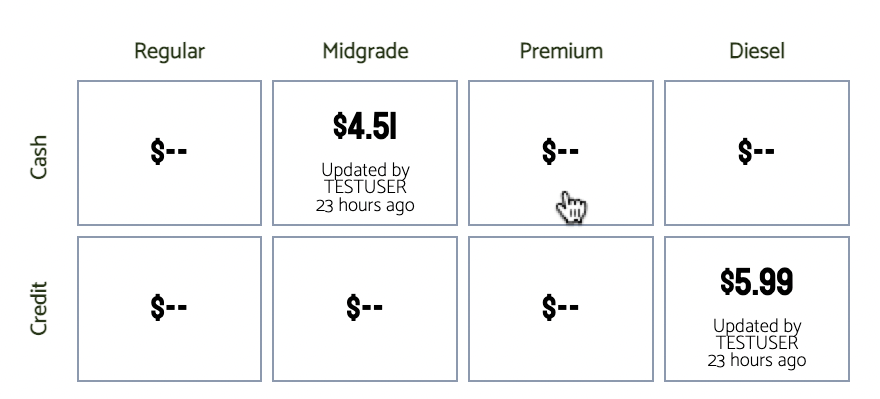 Regular Midgrade Premium Diesel
Cash
$-- $4.51 $-- $--
Updated by
TESTUSER
23 hours ago
Credit
$-- $-- $-- $5.99
Updated by
TESTUSER
23 hours ago